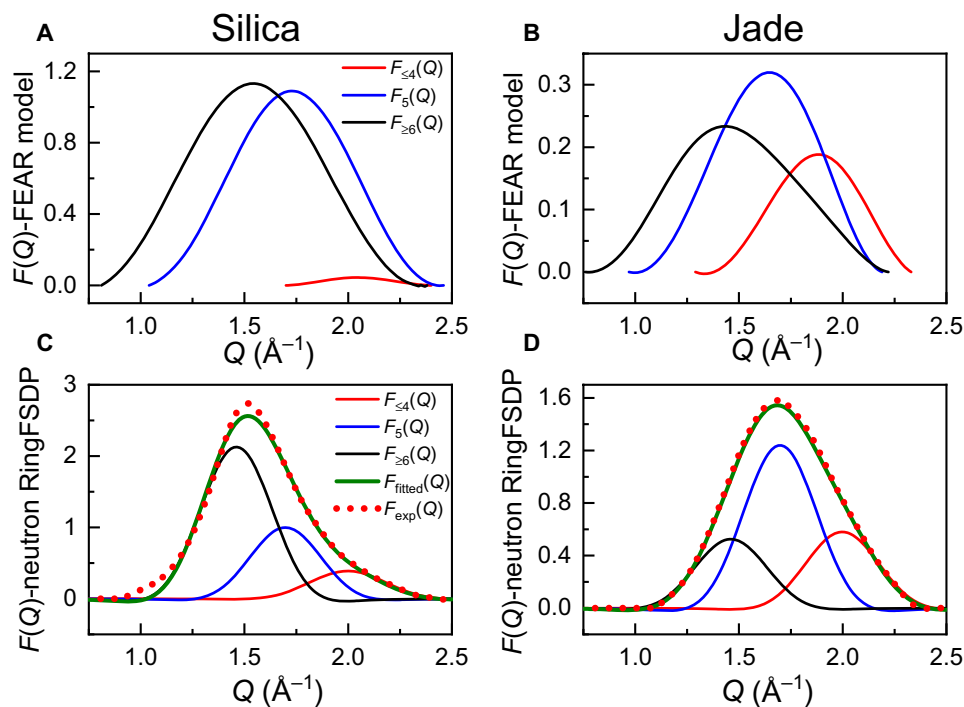 Silica
Jade
A
F(Q)-FEAR model
1.2
0.8
0.4
0.0
F≤4(Q)
F5(Q)
F≥6(Q)
1.0 1.5 2.0 2.5
Q (Å−1)
B
F(Q)-FEAR model
0.3
0.2
0.1
0.0
1.0 1.5 2.0 2.5
Q (Å−1)
C
F(Q)-neutron RingFSDP
3
2
1
0
F≤4(Q)
F5(Q)
F≥6(Q)
Ffitted(Q)
Fexp(Q)
1.0 1.5 2.0 2.5
Q (Å−1)
D
F(Q)-neutron RingFSDP
1.6
1.2
0.8
0.4
0.0
1.0 1.5 2.0 2.5
Q (Å−1)